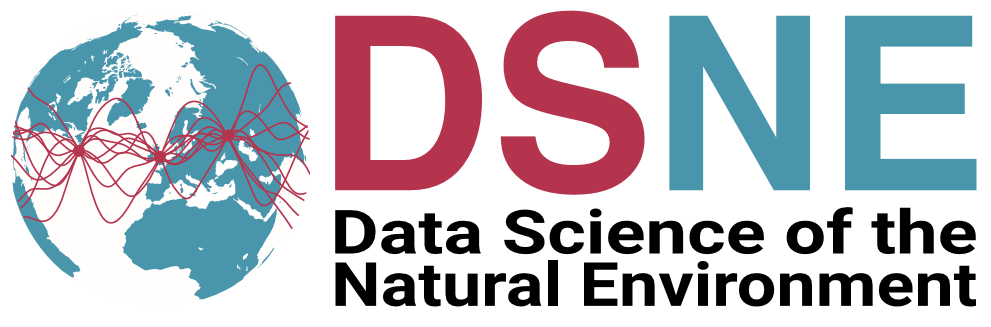 DSNE
Data Science of the
Natural Environment